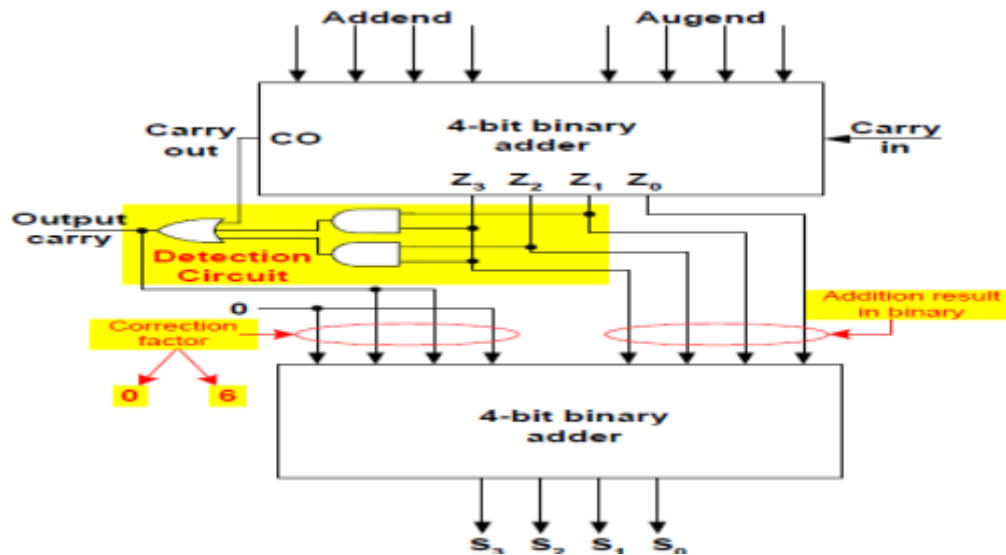 Addend Augend
Carry out
CO
4-bit binary adder
Carry in
Z3 Z2 Z1 Z0
Output carry
Detection Circuit
0
Correction factor
Addition result in binary
0 6
4-bit binary adder
S3 S2 S1 S0